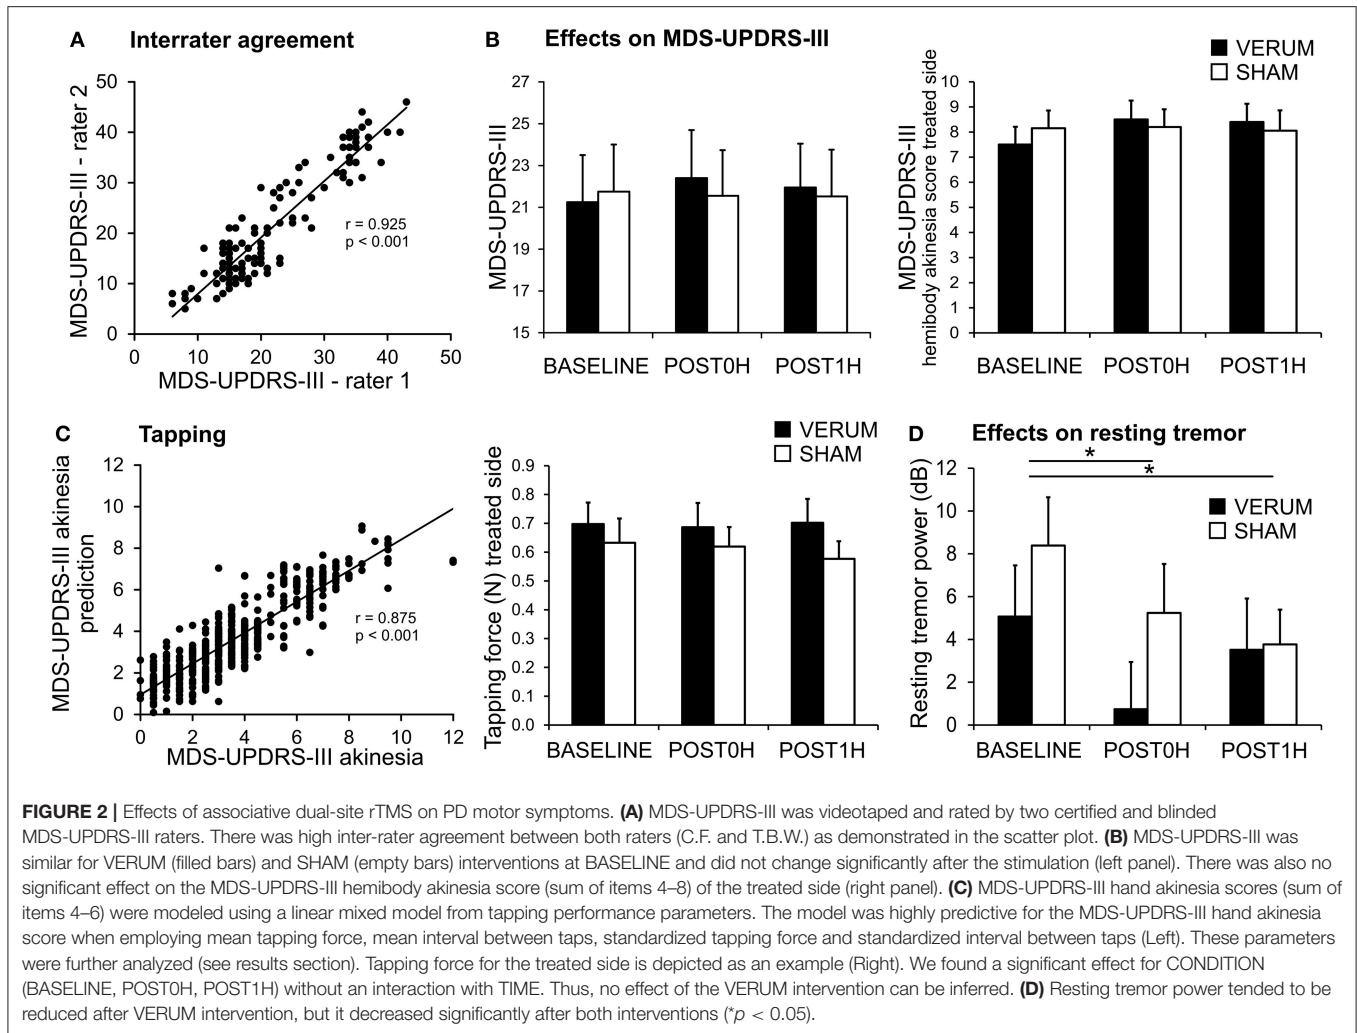 A Interrater agreement
MDS-UPDRS-III - rater 2
50
40
30
20
10
0
r = 0.925
p < 0.001
0 10 20 30 40 50
MDS-UPDRS-III - rater 1
B Effects on MDS-UPDRS-III
MDS-UPDRS-III
27
25
23
21
19
17
15
BASELINE POST0H POST1H
VERUM
SHAM
MDS-UPDRS-III
hemibody akinesia score treated side
10
9
8
7
6
5
4
3
2
1
0
BASELINE POST0H POST1H
C Tapping
MDS-UPDRS-III akinesia
prediction
12
10
8
6
4
2
0
r = 0.875
p < 0.001
0 2 4 6 8 10 12
MDS-UPDRS-III akinesia
VERUM
SHAM
Tapping force (N) treated side
0.9
0.8
0.7
0.6
0.5
0.4
0.3
0.2
0.1
0.0
BASELINE POST0H POST1H
D Effects on resting tremor
*
*
VERUM
SHAM
Resting tremor power (dB)
12
10
8
6
4
2
0
BASELINE POST0H POST1H
FIGURE 2 | Effects of associative dual-site rTMS on PD motor symptoms. (A) MDS-UPDRS-III was videotaped and rated by two certified and blinded
MDS-UPDRS-III raters. There was high inter-rater agreement between both raters (C.F. and T.B.W.) as demonstrated in the scatter plot. (B) MDS-UPDRS-III was
similar for VERUM (filled bars) and SHAM (empty bars) interventions at BASELINE and did not change significantly after the stimulation (left panel). There was also no
significant effect on the MDS-UPDRS-III hemibody akinesia score (sum of items 4–8) of the treated side (right panel). (C) MDS-UPDRS-III hand akinesia scores (sum of
items 4–6) were modeled using a linear mixed model from tapping performance parameters. The model was highly predictive for the MDS-UPDRS-III hand akinesia
score when employing mean tapping force, mean interval between taps, standardized tapping force and standardized interval between taps (Left). These parameters
were further analyzed (see results section). Tapping force for the treated side is depicted as an example (Right). We found a significant effect for CONDITION
(BASELINE, POST0H, POST1H) without an interaction with TIME. Thus, no effect of the VERUM intervention can be inferred. (D) Resting tremor power tended to be
reduced after VERUM intervention, but it decreased significantly after both interventions (*p < 0.05).